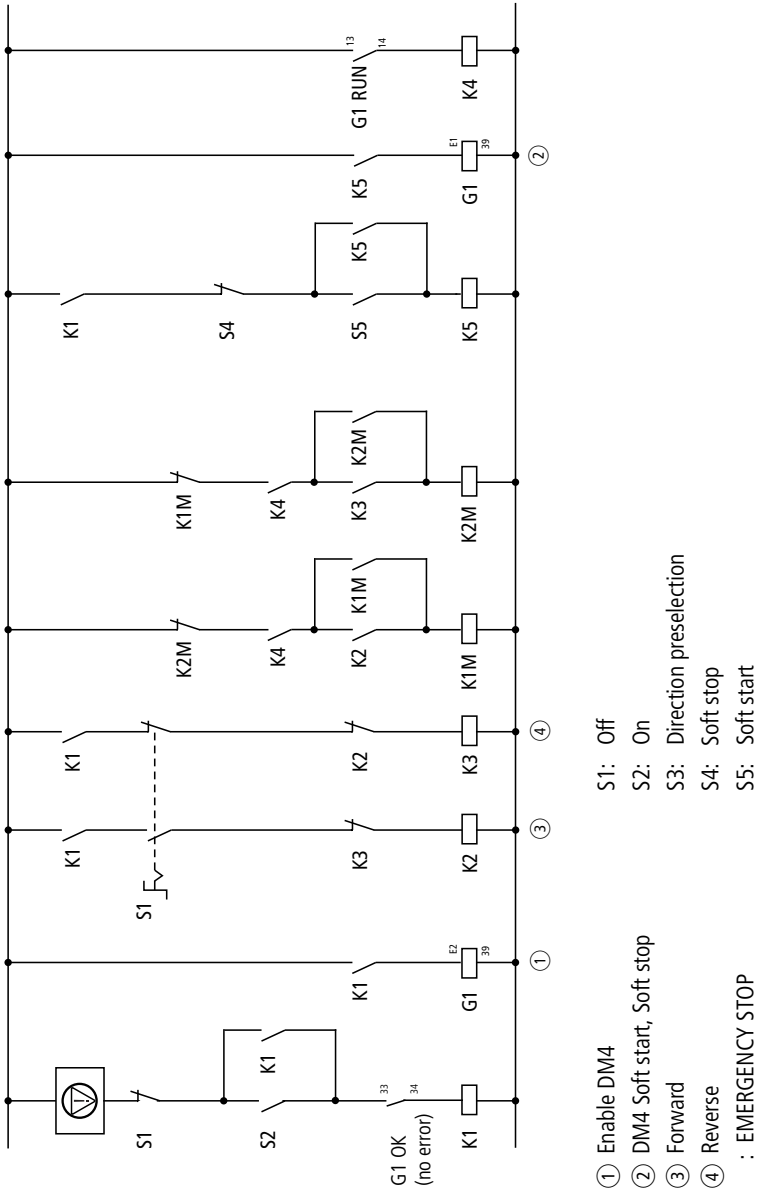 S1
S2
K1
G1 OK
(no error)
33
34
K1
K1
G1
E2
39
①
K1
S1
K3
K2
③
K1
K2
K3
④
K2M
K4
K2
K1M
K1M
K1M
K4
K3
K2M
K2M
K1
S4
S5
K5
K5
K5
G1
E1
39
②
G1 RUN
13
14
K4
① Enable DM4
② DM4 Soft start, Soft stop
③ Forward
④ Reverse
: EMERGENCY STOP
S1: Off
S2: On
S3: Direction preselection
S4: Soft stop
S5: Soft start